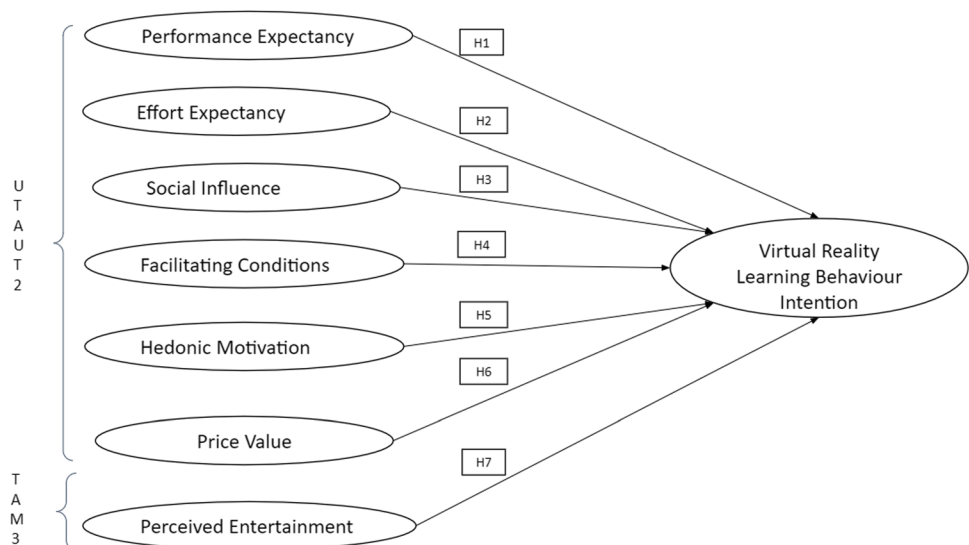 Performance Expectancy
H1
Effort Expectancy
H2
Social Influence
H3
Facilitating Conditions
H4
Hedonic Motivation
H5
Price Value
H6
Perceived Entertainment
H7
U
T
A
U
T
2
T
A
M
3
Virtual Reality
Learning Behaviour
Intention